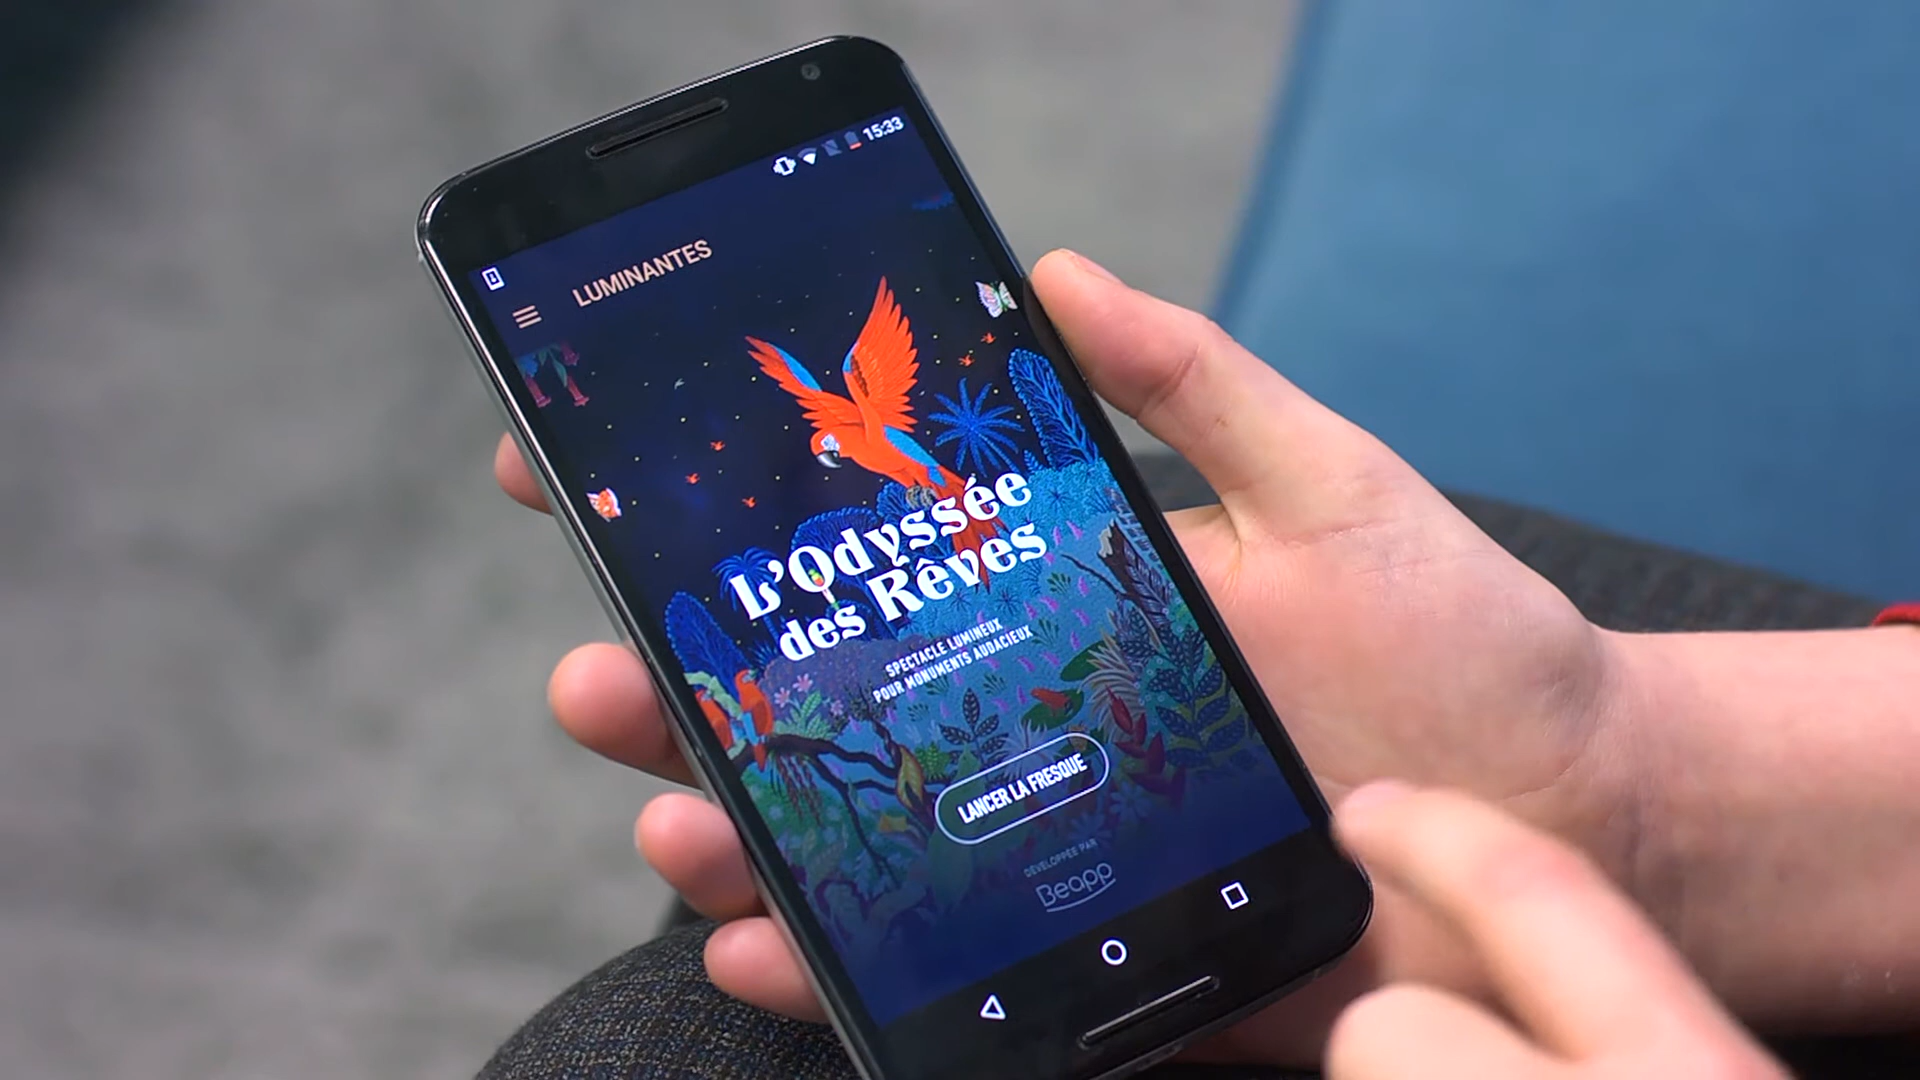 15:33
LUMINANTES
L'Odyssée
des Rêves
SPECTACLE LUMINEUX
POUR MONUMENTS AUDACIEUX
LANCER LA FRESQUE
DÉVELOPPÉE PAR
Beapp